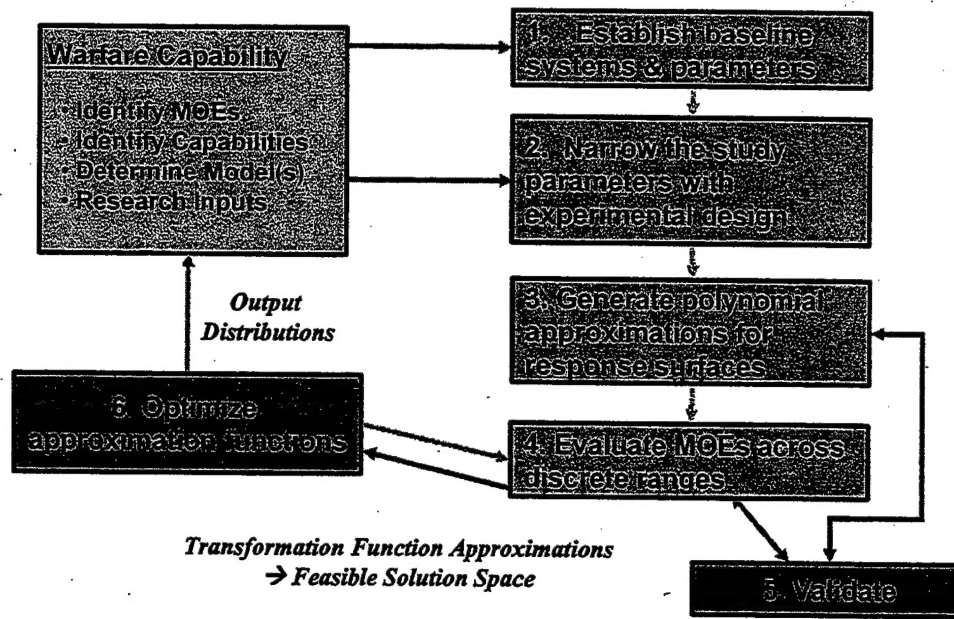 Warfare Capability
• Identify MOEs
• Identify Capabilities
• Determine Model(s)
• Research Inputs
1. Establish baseline
systems & parameters
2. Narrow the study
parameters with
experimental design
3. Generate polynomial
approximations for
response surfaces
Output
Distributions
6. Optimize
approximation functions
4. Evaluate MOEs across
discrete ranges
Transformation Function Approximations
→ Feasible Solution Space
5. Validate